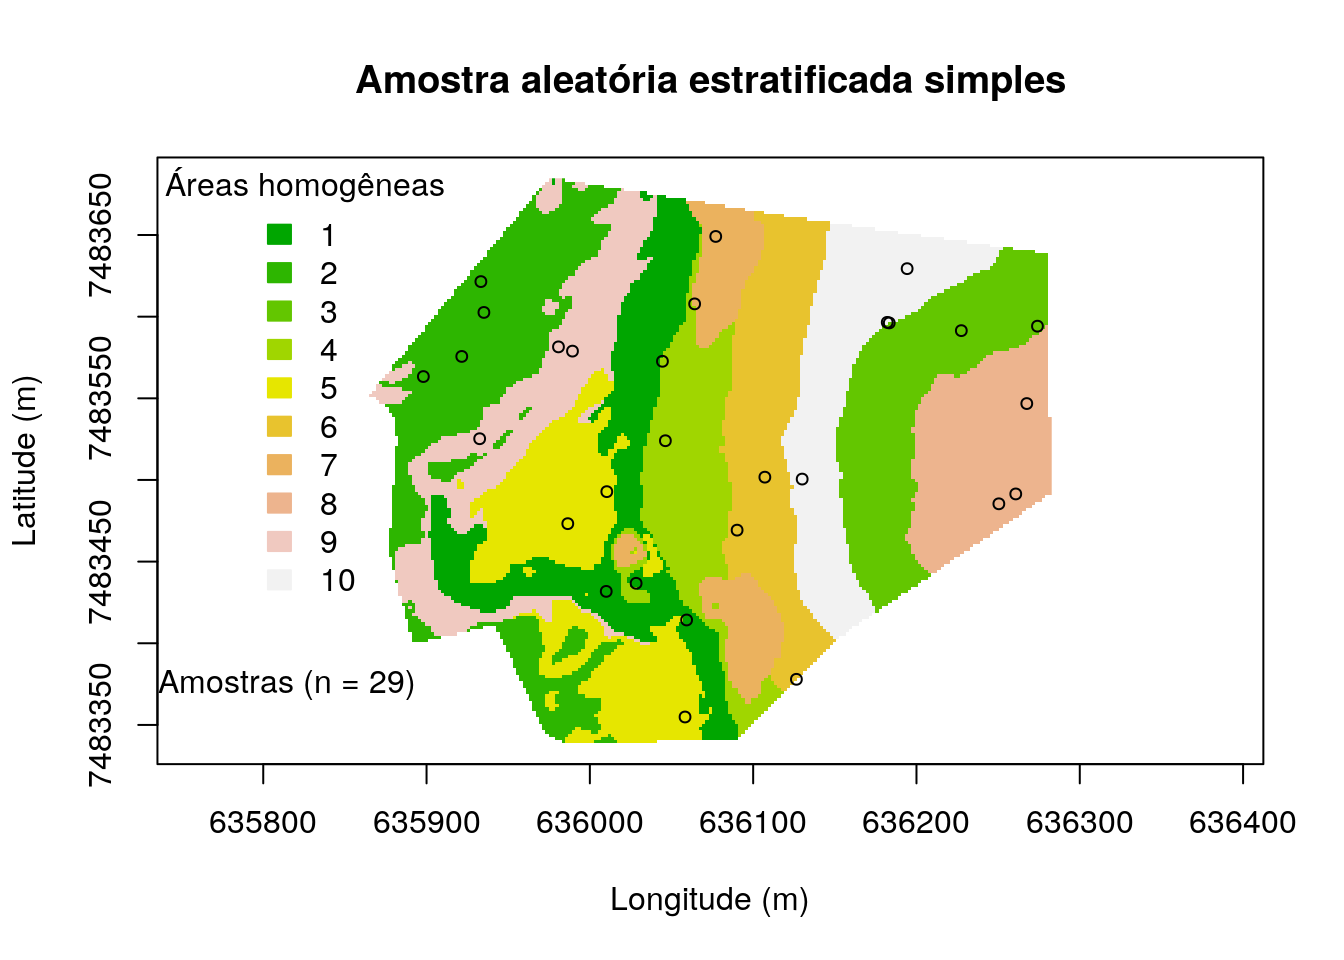 Amostra aleatória estratificada simples
Áreas homogêneas
1
2
3
4
5
6
7
8
9
10
Amostras (n = 29)
Latitude (m)
7483650
7483550
7483450
7483350
635800 635900 636000 636100 636200 636300 636400
Longitude (m)